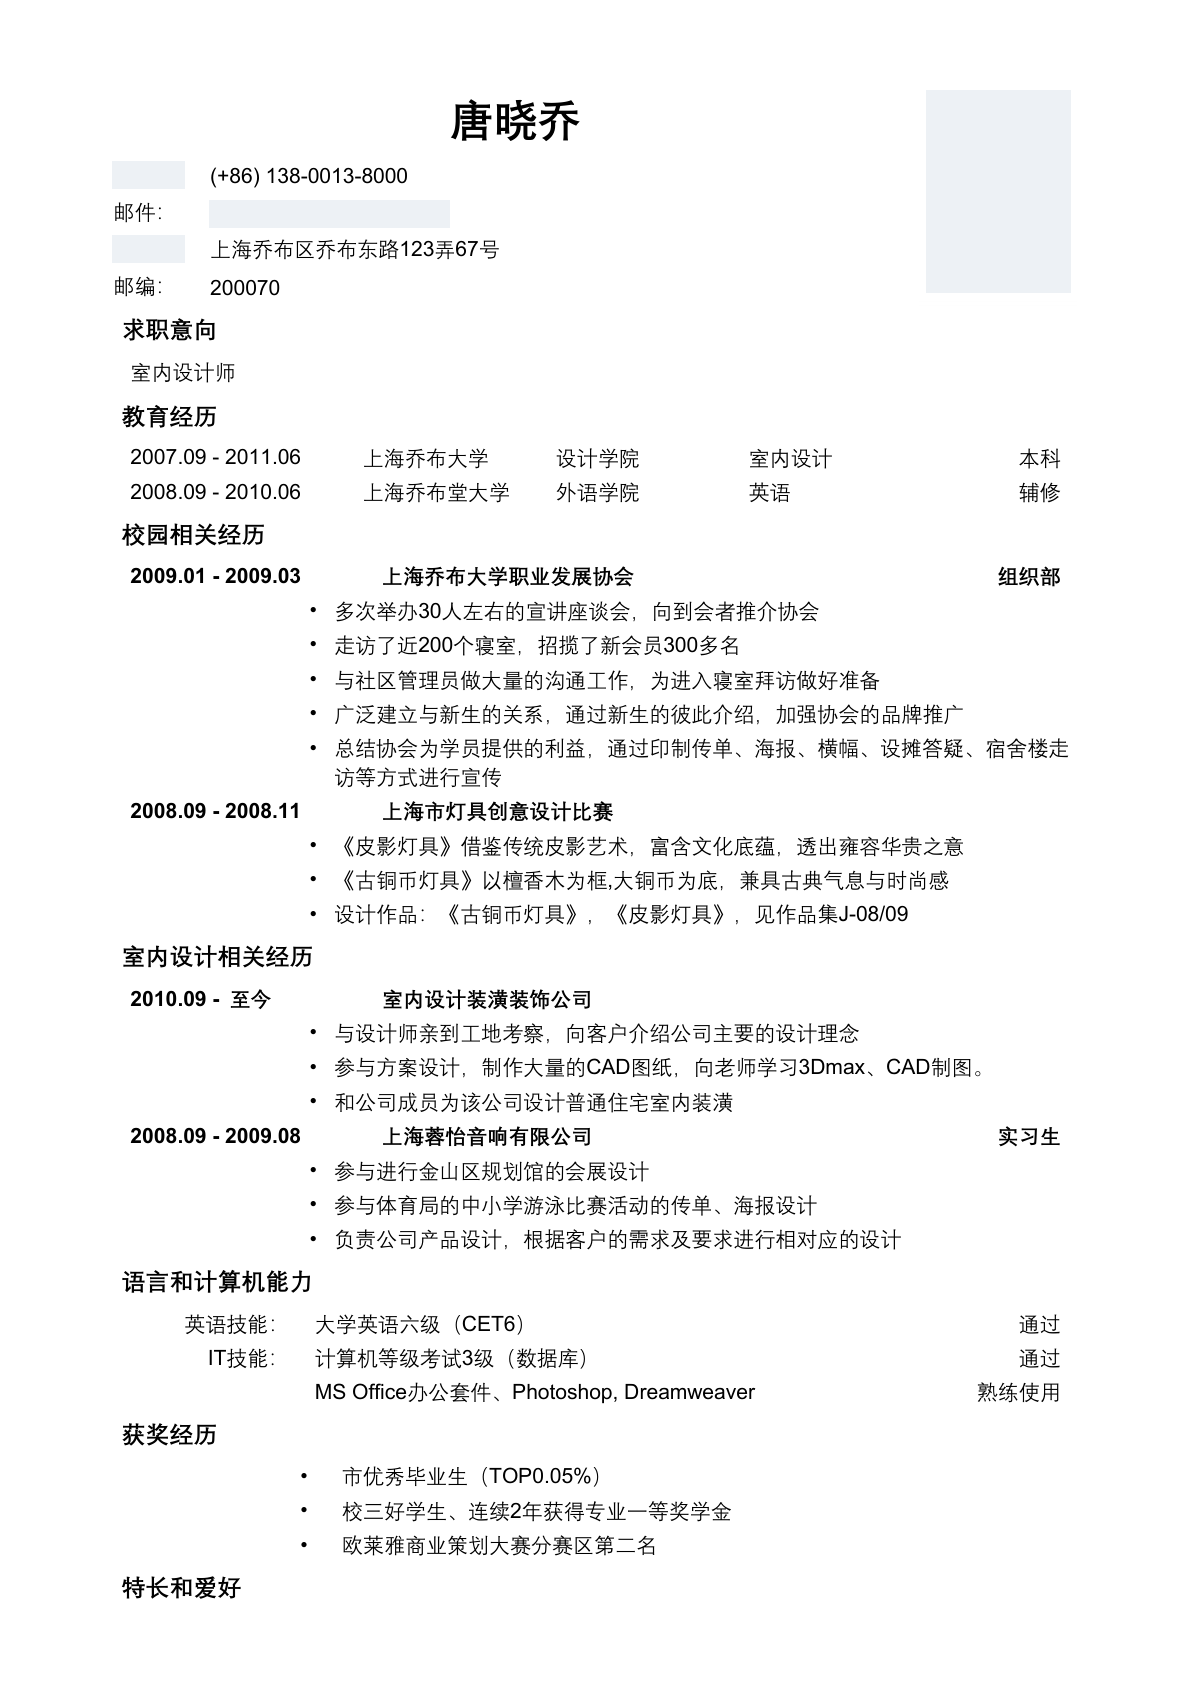 唐晓乔
(+86) 138-0013-8000
邮件：
上海乔布区乔布东路123弄67号
邮编： 200070
求职意向
室内设计师
教育经历
2007.09 - 2011.06 上海乔布大学 设计学院 室内设计 本科
2008.09 - 2010.06 上海乔布堂大学 外语学院 英语 辅修
校园相关经历
2009.01 - 2009.03 上海乔布大学职业发展协会 组织部
• 多次举办30人左右的宣讲座谈会，向到会者推介协会
• 走访了近200个寝室，招揽了新会员300多名
• 与社区管理员做大量的沟通工作，为进入寝室拜访做好准备
• 广泛建立与新生的关系，通过新生的彼此介绍，加强协会的品牌推广
• 总结协会为学员提供的利益，通过印制传单、海报、横幅、设摊答疑、宿舍楼走
访等方式进行宣传
2008.09 - 2008.11 上海市灯具创意设计比赛
• 《皮影灯具》借鉴传统皮影艺术，富含文化底蕴，透出雍容华贵之意
• 《古铜币灯具》以檀香木为框,大铜币为底，兼具古典气息与时尚感
• 设计作品：《古铜币灯具》，《皮影灯具》，见作品集J-08/09
室内设计相关经历
2010.09 - 至今 室内设计装潢装饰公司
• 与设计师亲到工地考察，向客户介绍公司主要的设计理念
• 参与方案设计，制作大量的CAD图纸，向老师学习3Dmax、CAD制图。
• 和公司成员为该公司设计普通住宅室内装潢
2008.09 - 2009.08 上海蓉怡音响有限公司 实习生
• 参与进行金山区规划馆的会展设计
• 参与体育局的中小学游泳比赛活动的传单、海报设计
• 负责公司产品设计，根据客户的需求及要求进行相对应的设计
语言和计算机能力
英语技能： 大学英语六级（CET6） 通过
IT技能： 计算机等级考试3级（数据库） 通过
MS Office办公套件、Photoshop, Dreamweaver 熟练使用
获奖经历
• 市优秀毕业生（TOP0.05%）
• 校三好学生、连续2年获得专业一等奖学金
• 欧莱雅商业策划大赛分赛区第二名
特长和爱好